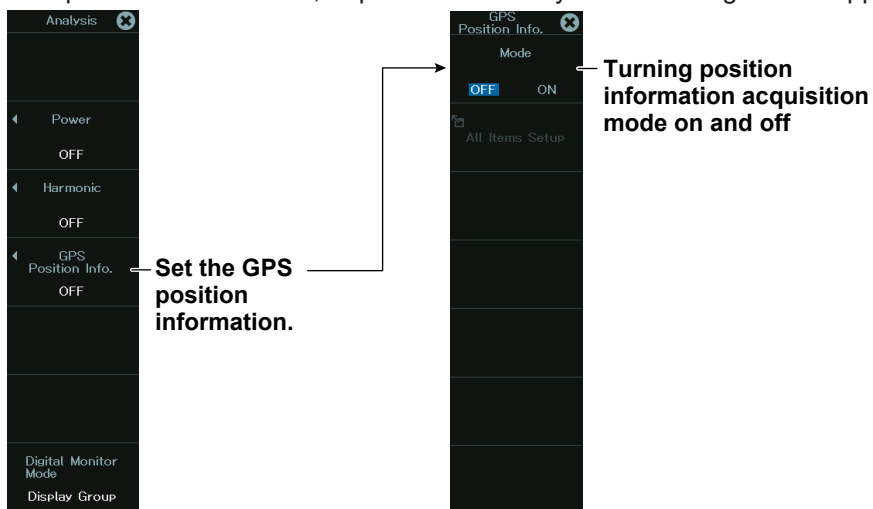 Analysis
Power
OFF
Harmonic
OFF
GPS
Position Info.
OFF
Digital Monitor
Mode
Display Group
Set the GPS
position
information.
GPS
Position Info.
Mode
OFF ON
All Items Setup
Turning position
information acquisition
mode on and off